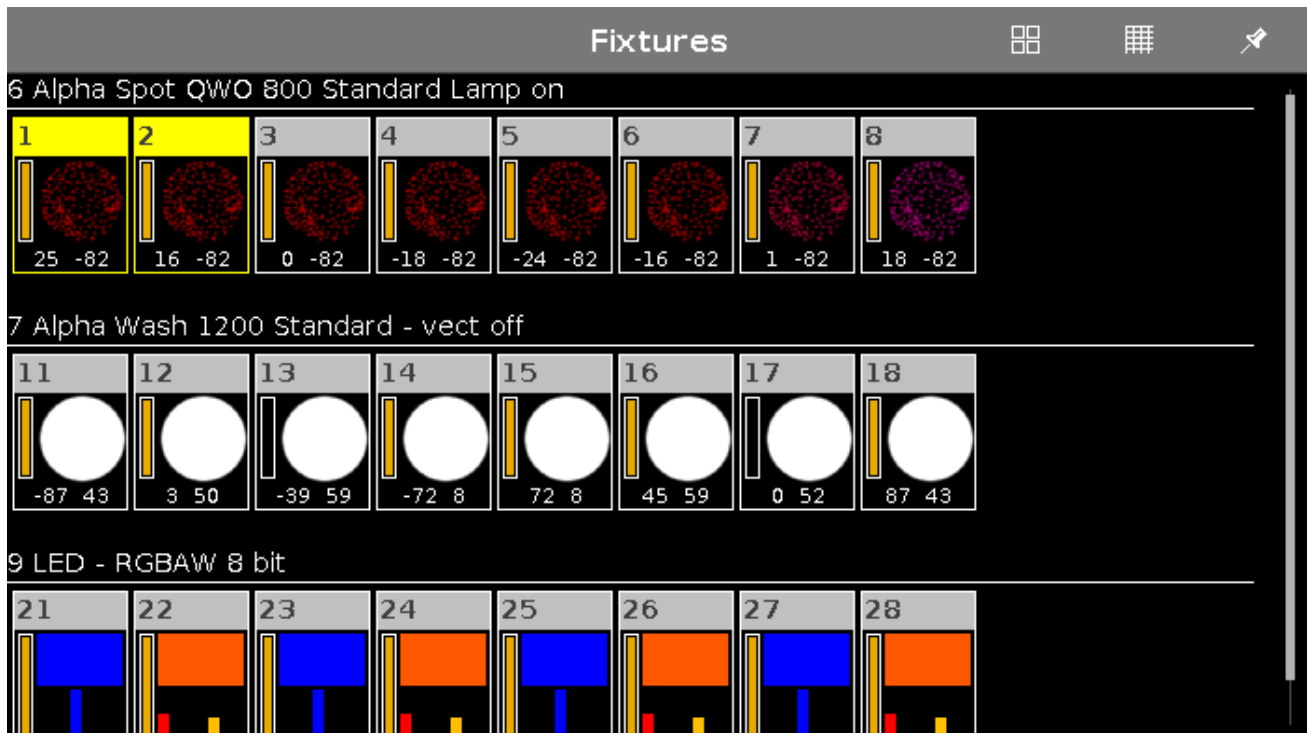 Fixtures
6 Alpha Spot QWO 800 Standard Lamp on
1 2 3 4 5 6 7 8
25 -82 16 -82 0 -82 -18 -82 -24 -82 -16 -82 1 -82 18 -82
7 Alpha Wash 1200 Standard - vect off
11 12 13 14 15 16 17 18
-87 43 3 50 -39 59 -72 8 72 8 45 59 0 52 87 43
9 LED - RGBAW 8 bit
21 22 23 24 25 26 27 28